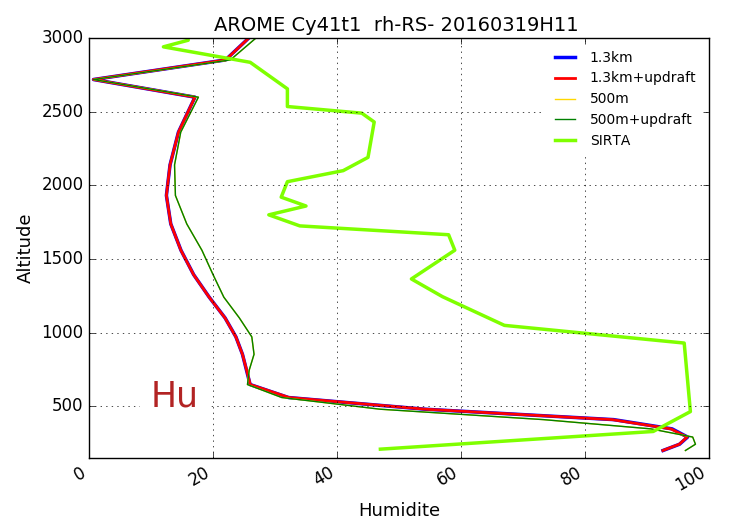 AROME Cy41t1  rh-RS- 20160319H11
3000
2500
2000
1500
1000
500
Altitude
1.3km
1.3km+updraft
500m
500m+updraft
SIRTA
Hu
0
20
40
60
80
100
Humidite